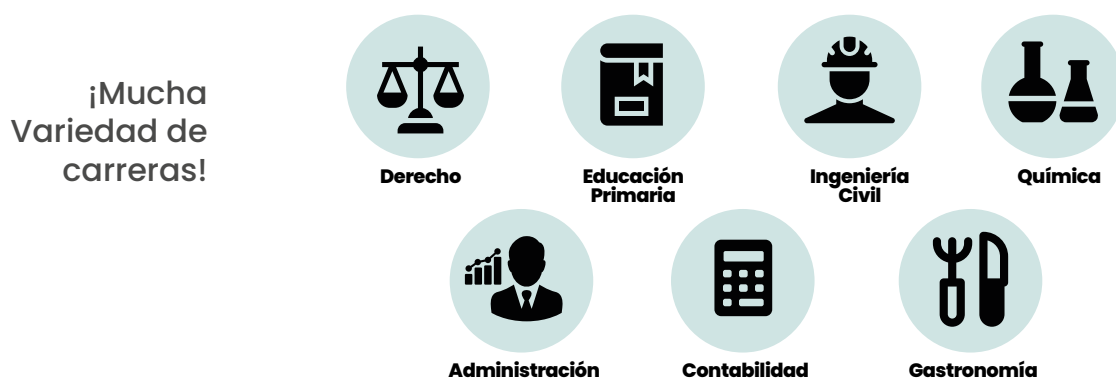 ¡Mucha
Variedad de
carreras!
Derecho
Educación
Primaria
Ingeniería
Civil
Química
Administración
Contabilidad
Gastronomía